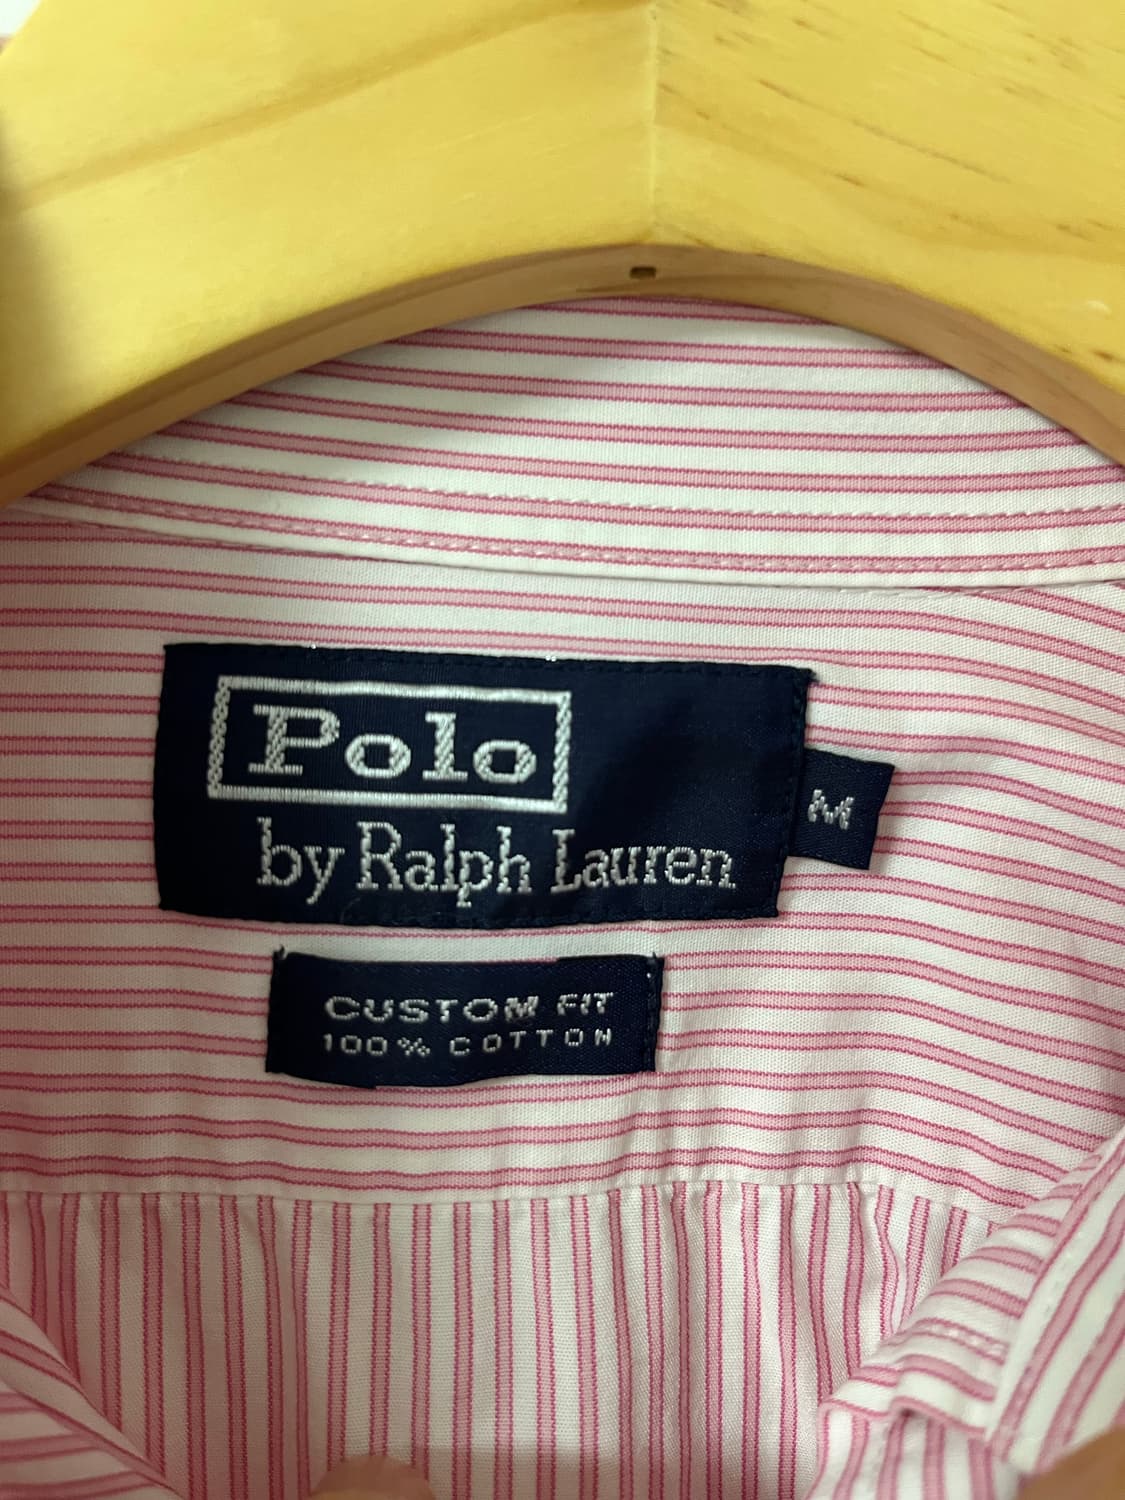 Polo
by Ralph Lauren
M
CUSTOM FIT
100% COTTON